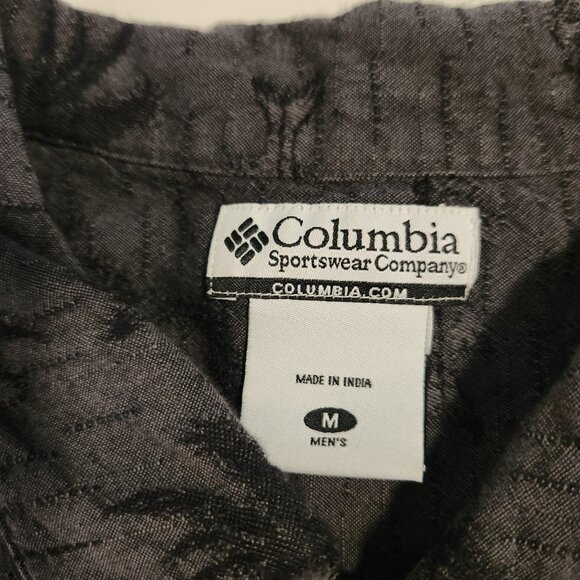 Columbia
Sportswear Company®
COLUMBIA.COM
MADE IN INDIA
M
MEN'S